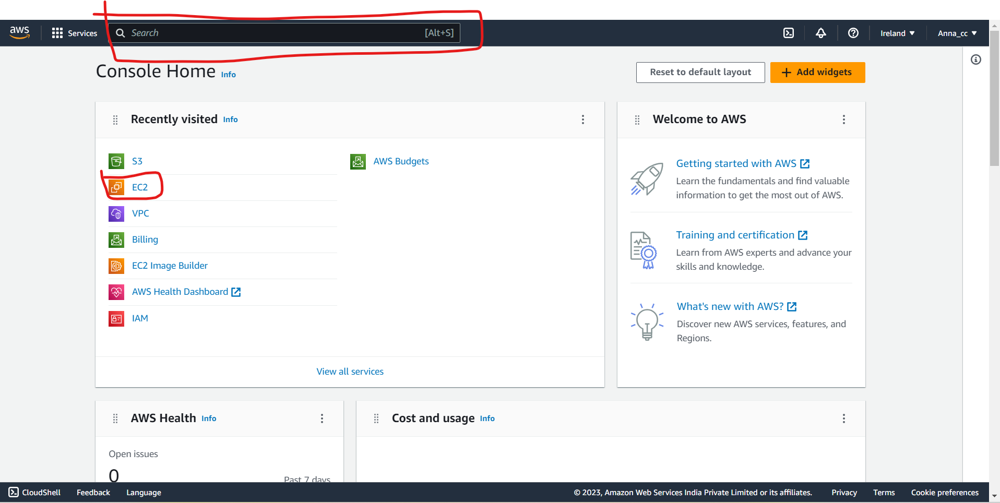 aws Services Search [Alt+S] Ireland Anna_cc
Console Home Info
Reset to default layout
Add widgets
Recently visited Info
S3
EC2
VPC
Billing
EC2 Image Builder
AWS Health Dashboard
IAM
AWS Budgets
View all services
Welcome to AWS
Getting started with AWS
Learn the fundamentals and find valuable
information to get the most out of AWS.
Training and certification
Learn from AWS experts and advance your
skills and knowledge.
What's new with AWS?
Discover new AWS services, features, and
Regions.
AWS Health Info
Open issues
0
Past 7 days
Cost and usage Info
CloudShell Feedback Language © 2023, Amazon Web Services India Private Limited or its affiliates. Privacy Terms Cookie preferences